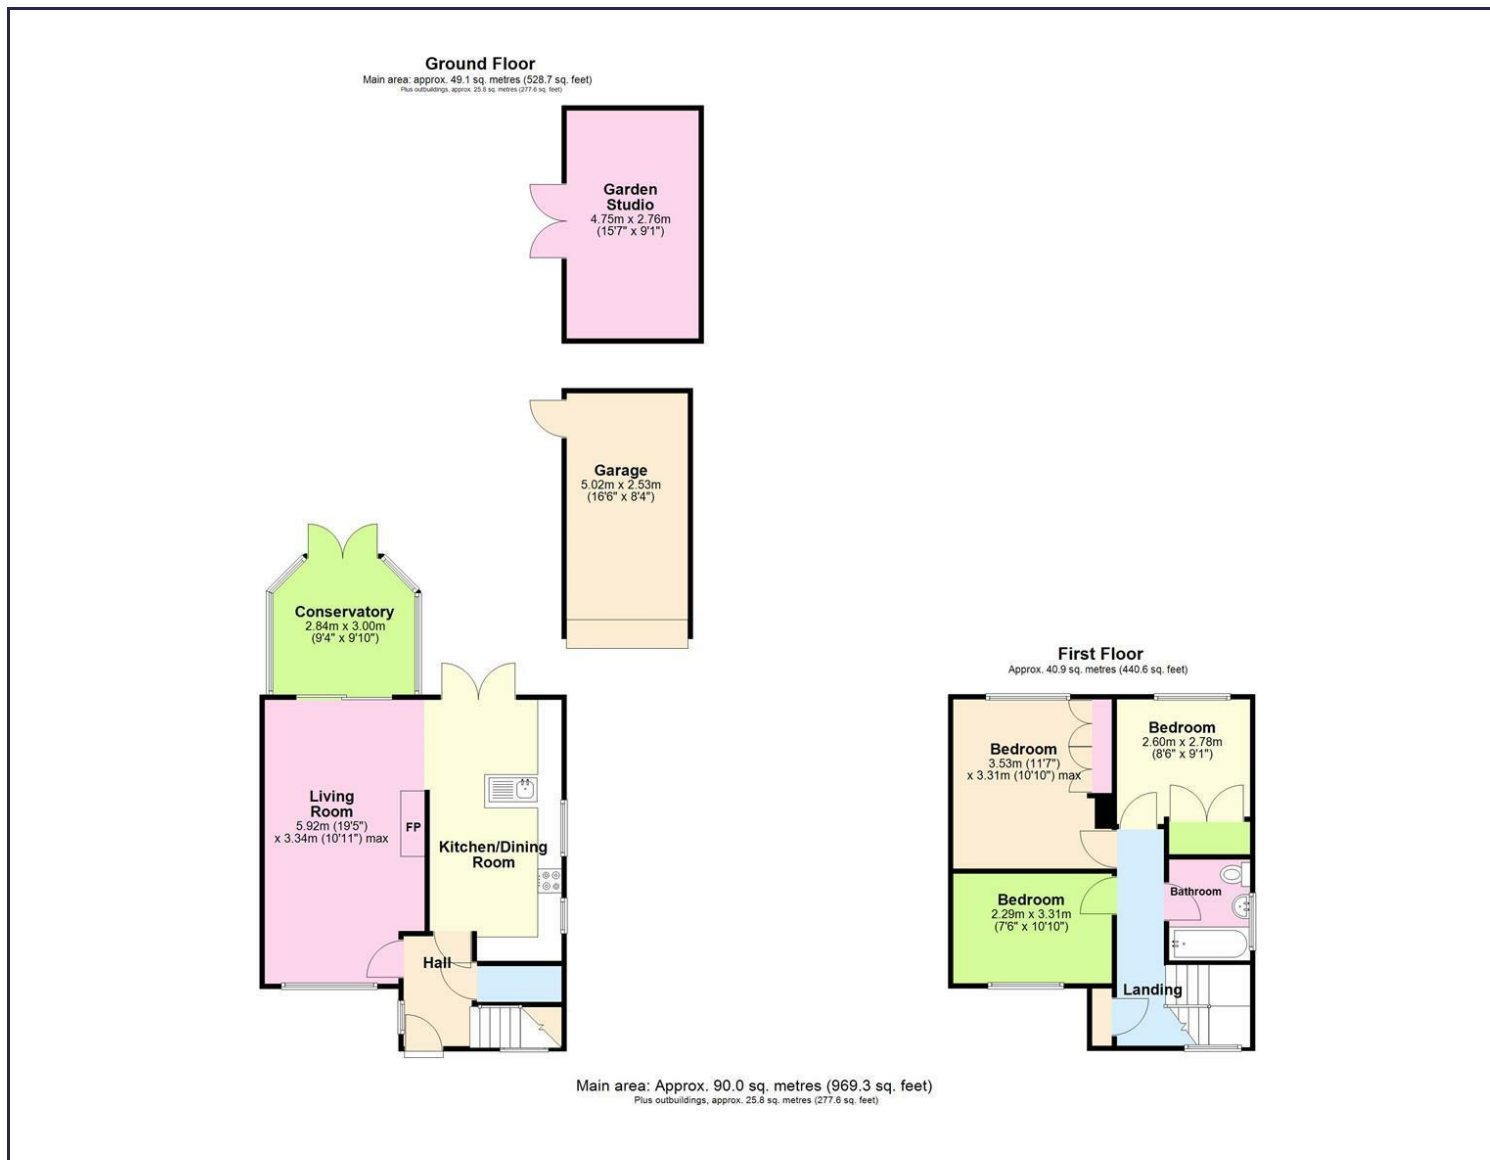 Ground Floor
Main area: approx. 49.1 sq. metres (528.7 sq. feet)
Plus outbuildings, approx. 25.8 sq. metres (277.6 sq. feet)
Garden
Studio
4.75m x 2.76m
(15'7" x 9'1")
Garage
5.02m x 2.53m
(16'6" x 8'4")
Conservatory
2.84m x 3.00m
(9'4" x 9'10")
Living
Room
5.92m (19'5")
x 3.34m (10'11") max
FP
Kitchen/Dining
Room
Hall
First Floor
Approx. 40.9 sq. metres (440.6 sq. feet)
Bedroom
3.53m (11'7")
x 3.31m (10'10") max
Bedroom
2.60m x 2.78m
(8'6" x 9'1")
Bathroom
Bedroom
2.29m x 3.31m
(7'6" x 10'10")
Landing
Main area: Approx. 90.0 sq. metres (969.3 sq. feet)
Plus outbuildings, approx. 25.8 sq. metres (277.6 sq. feet)